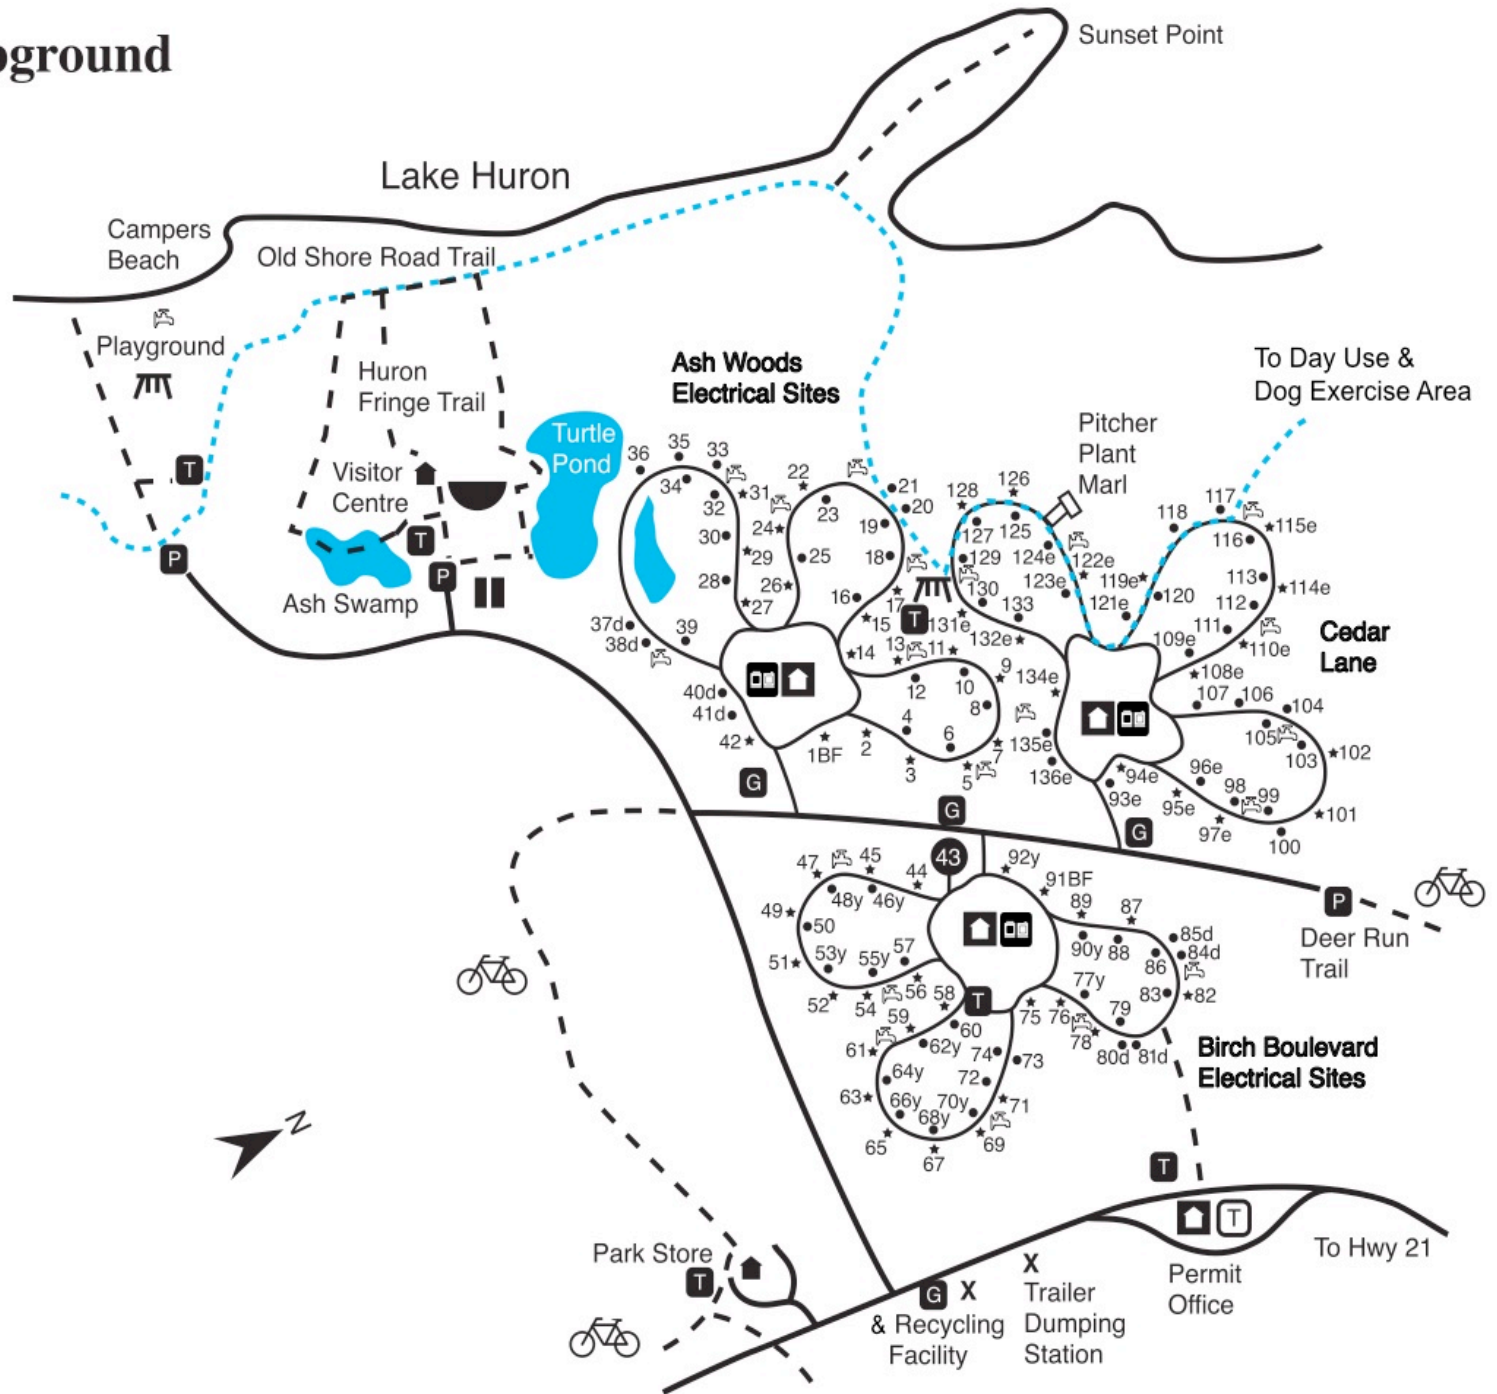 ground
Sunset Point
Lake Huron
Campers
Beach
Old Shore Road Trail
Playground
Huron
Fringe Trail
Ash Woods
Electrical Sites
To Day Use &
Dog Exercise Area
Turtle
Pond
Pitcher
Plant
Marl
Visitor
Centre
T
T
P
P
Ash Swamp
36
35
33
34
32
31
30
29
28
27
37d
38d
39
40d
41d
42
22
24
23
25
26
21
20
19
18
17
16
15
14
13
11
12
10
9
8
7
6
5
4
3
2
1BF
T
128
126
127
125
129
130
124e
122e
123e
133
131e
132e
134e
135e
136e
119e
121e
118
117
116
115e
120
113
114e
112
111
110e
109e
108e
107
106
104
105
103
102
101
100
99
98
97e
96e
95e
94e
93e
Cedar
Lane
G
G
G
43
47
45
44
48y
46y
49
50
51
53y
55y
57
52
54
56
58
59
60
61
62y
63
64y
65
66y
67
68y
69
70y
71
72
73
74
75
76
77y
78
79
80d
81d
82
83
84d
85d
86
87
88
89
90y
91BF
92y
T
P
Deer Run
Trail
Birch Boulevard
Electrical Sites
N
T
T
Permit
Office
To Hwy 21
Park Store
T
G X
& Recycling
Facility
X
Trailer
Dumping
Station